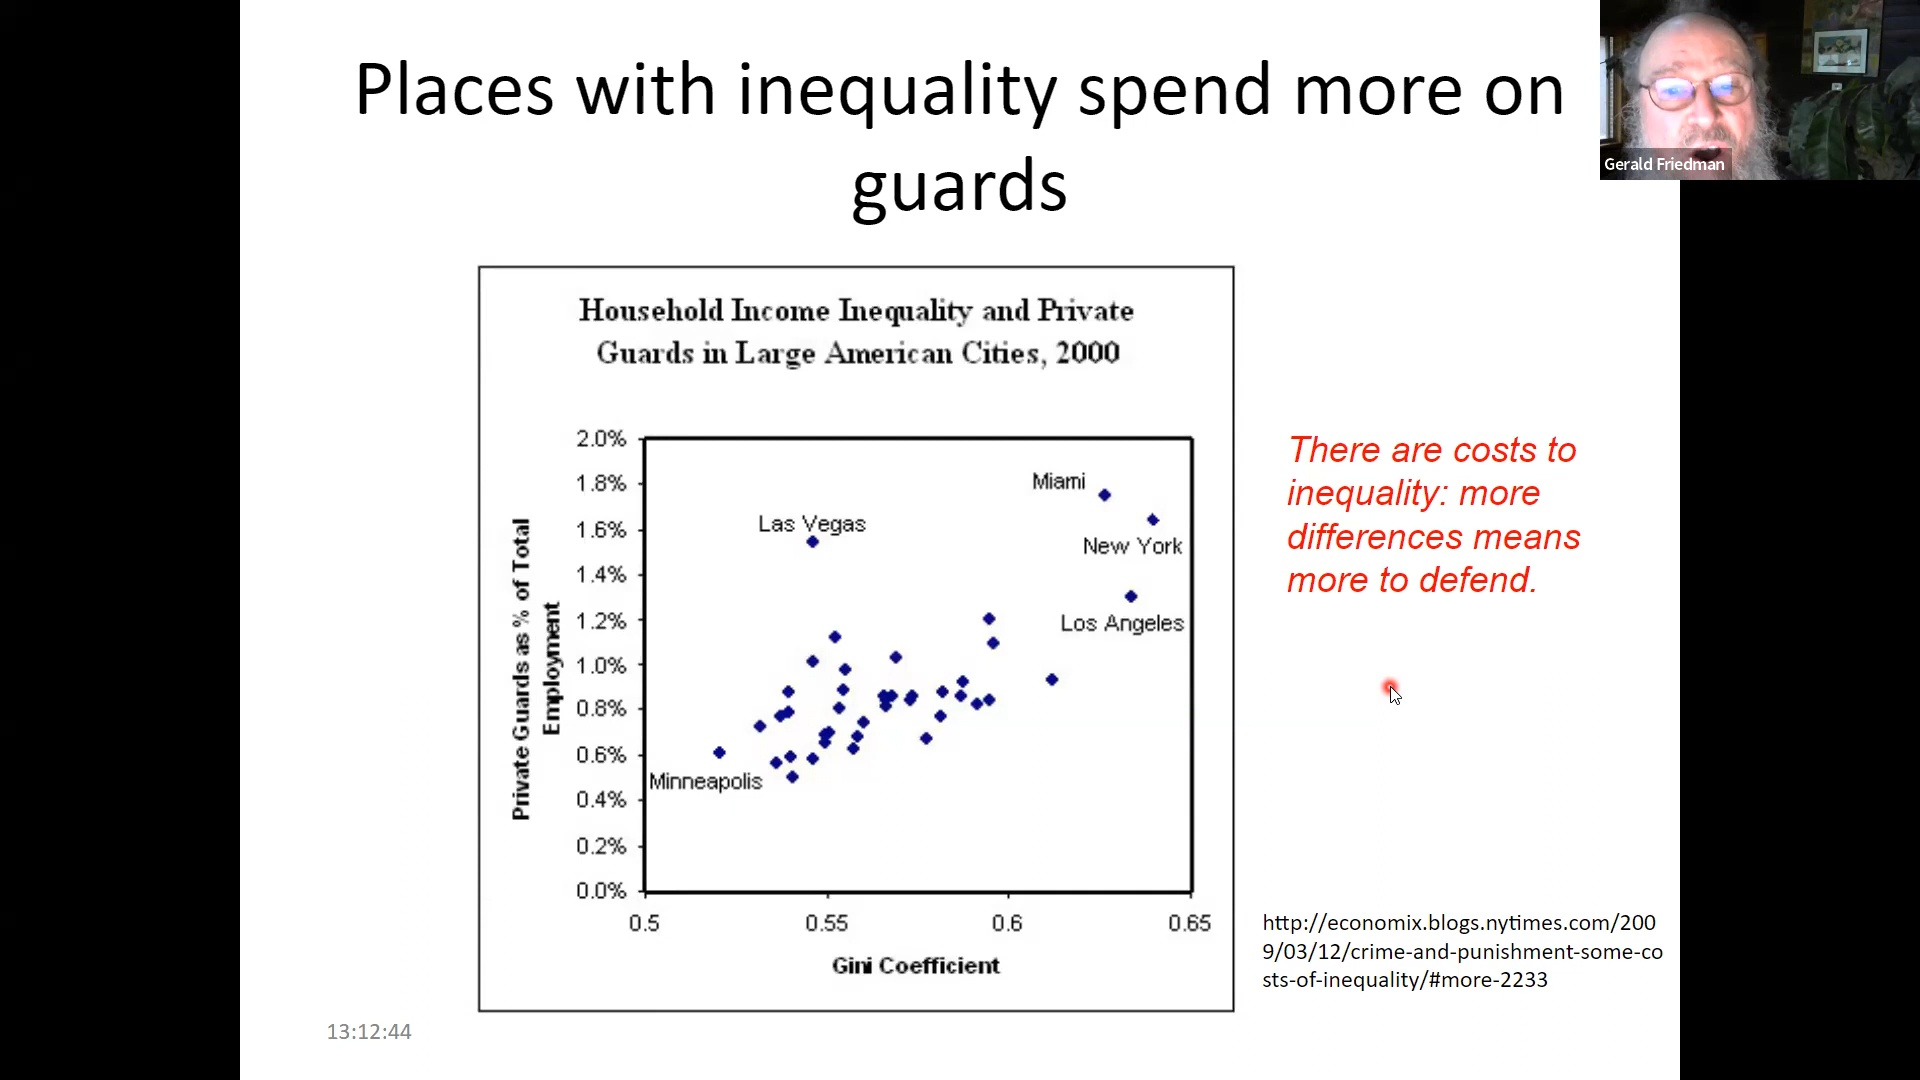 Places with inequality spend more on
guards
Gerald Friedman
Household Income Inequality and Private
Guards in Large American Cities, 2000
Private Guards as % of Total
Employment
2.0%
1.8%
1.6%
1.4%
1.2%
1.0%
0.8%
0.6%
0.4%
0.2%
0.0%
Miami
Las Vegas
New York
Los Angeles
Minneapolis
0.5
0.55
0.6
0.65
Gini Coefficient
There are costs to
inequality: more
differences means
more to defend.
http://economix.blogs.nytimes.com/200
9/03/12/crime-and-punishment-some-co
sts-of-inequality/#more-2233
13:12:44